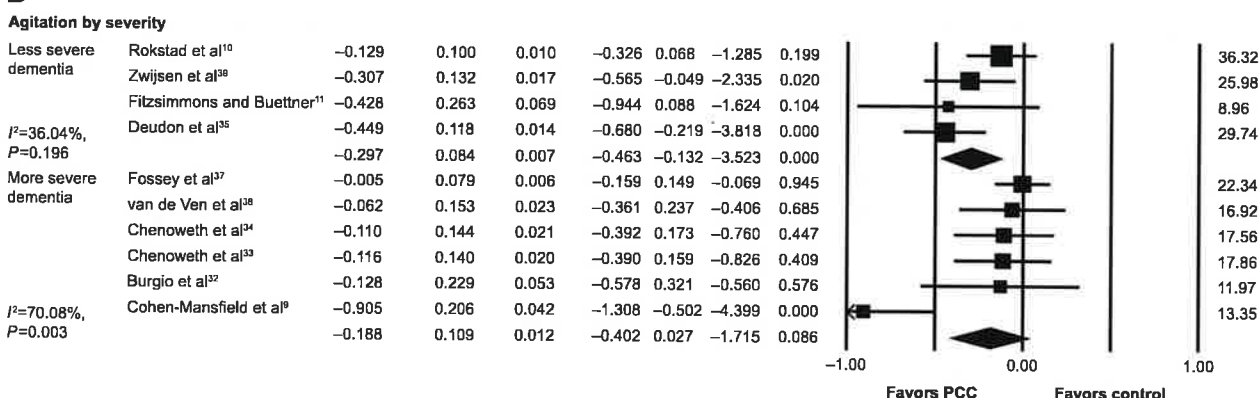 Agitation by severity
Less severe dementia
Rokstad et al¹⁰ −0.129 0.100 0.010 −0.326 0.068 −1.285 0.199 36.32
Zwijsen et al³⁹ −0.307 0.132 0.017 −0.565 −0.049 −2.335 0.020 25.98
Fitzsimmons and Buettner¹¹ −0.428 0.263 0.069 −0.944 0.088 −1.624 0.104 8.96
I²=36.04%, Deudon et al³⁵ −0.449 0.118 0.014 −0.680 −0.219 −3.818 0.000 29.74
P=0.196 −0.297 0.084 0.007 −0.463 −0.132 −3.523 0.000
More severe dementia
Fossey et al³⁷ −0.005 0.079 0.006 −0.159 0.149 −0.069 0.945 22.34
van de Ven et al³⁸ −0.062 0.153 0.023 −0.361 0.237 −0.406 0.685 16.92
Chenoweth et al³⁴ −0.110 0.144 0.021 −0.392 0.173 −0.760 0.447 17.56
Chenoweth et al³³ −0.116 0.140 0.020 −0.390 0.159 −0.826 0.409 17.86
Burgio et al³² −0.128 0.229 0.053 −0.578 0.321 −0.560 0.576 11.97
I²=70.08%, Cohen-Mansfield et al⁹ −0.905 0.206 0.042 −1.308 −0.502 −4.399 0.000 13.35
P=0.003 −0.188 0.109 0.012 −0.402 0.027 −1.715 0.086
−1.00 0.00 1.00
Favors PCC Favors control